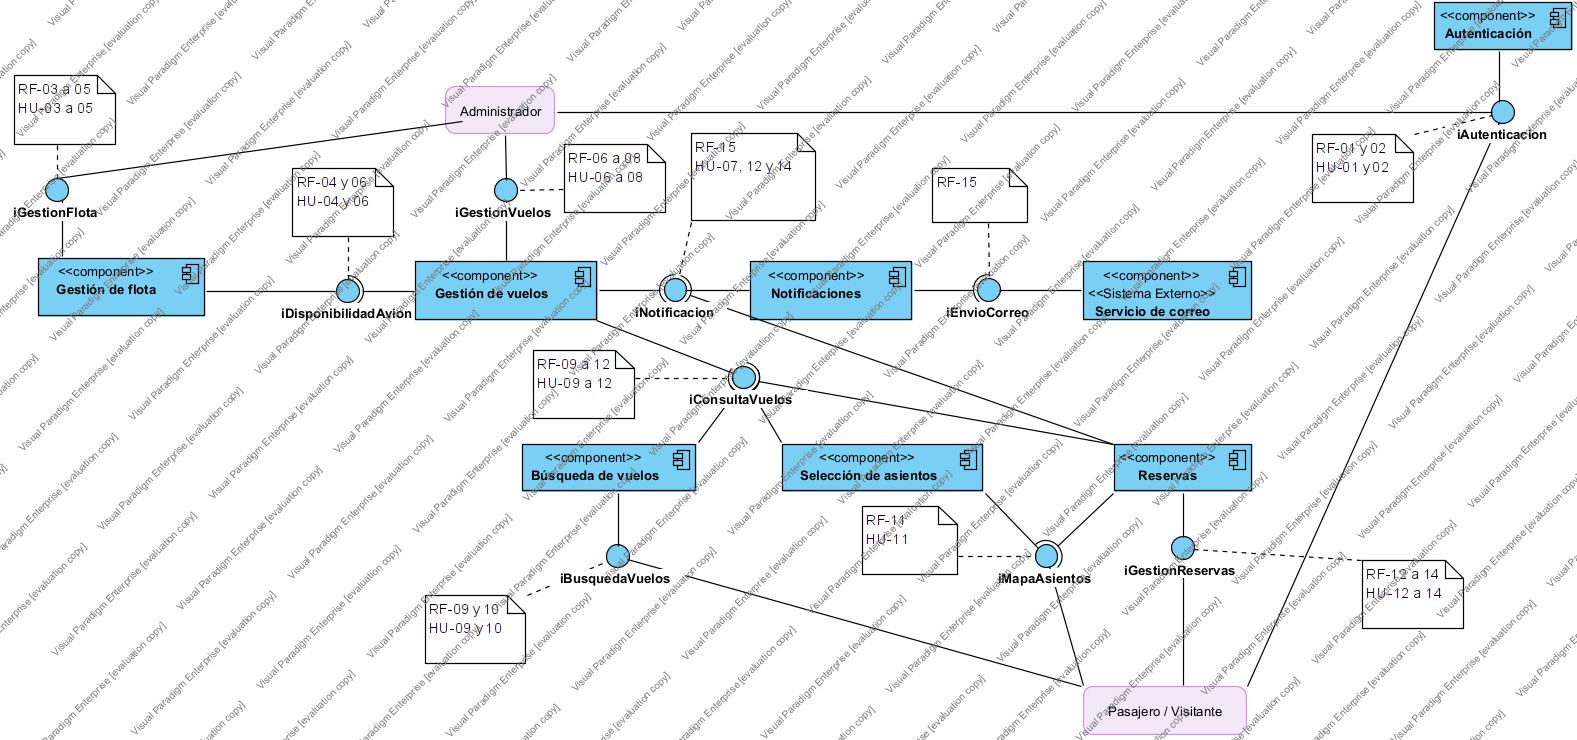 <<component>>
Autenticación
RF-03 a 05
HU-03 a 05
Administrador
iAutenticacion
RF-01 y 02
HU-01 y 02
RF-15
HU-07, 12 y 14
RF-06 a 08
HU-06 a 08
RF-04 y 06
HU-04 y 06
RF-15
iGestionFlota
iGestionVuelos
<<component>>
Gestión de flota
iDisponibilidadAvion
<<component>>
Gestión de vuelos
iNotificacion
<<component>>
Notificaciones
iEnvioCorreo
<<component>>
<<Sistema Externo>>
Servicio de correo
RF-09 a 12
HU-09 a 12
iConsultaVuelos
<<component>>
Búsqueda de vuelos
<<component>>
Selección de asientos
<<component>>
Reservas
RF-11
HU-11
iBusquedaVuelos
iMapaAsientos
iGestionReservas
RF-09 y 10
HU-09 y 10
RF-12 a 14
HU-12 a 14
Pasajero / Visitante
Visual Paradigm Enterprise [evaluation copy]